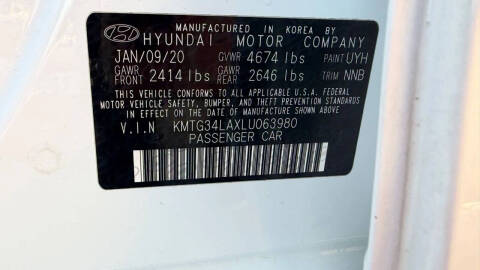 MANUFACTURED IN KOREA BY
HYUNDAI MOTOR COMPANY
JAN/09/20 GVWR 4674 lbs PAINT UYH
GAWR FRONT 2414 lbs GAWR REAR 2646 lbs TRIM NNB
THIS VEHICLE CONFORMS TO ALL APPLICABLE U.S.A. FEDERAL
MOTOR VEHICLE SAFETY, BUMPER, AND THEFT PREVENTION STANDARDS
IN EFFECT ON THE DATE OF MANUFACTURE SHOWN ABOVE.
V.I.N KMTG34LAXLU063980
PASSENGER CAR